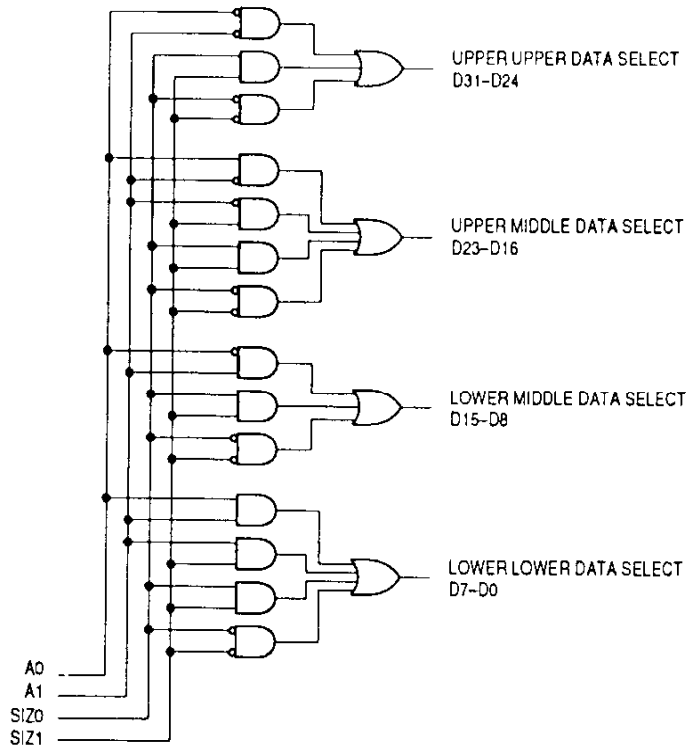 UPPER UPPER DATA SELECT
D31-D24
UPPER MIDDLE DATA SELECT
D23-D16
LOWER MIDDLE DATA SELECT
D15-D8
LOWER LOWER DATA SELECT
D7-D0
A0
A1
SIZ0
SIZ1